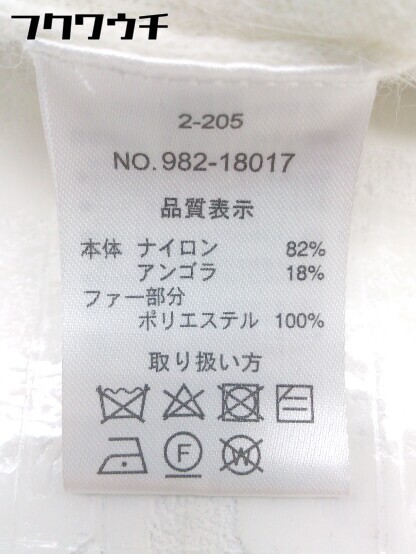 フクワウチ
2-205
NO. 982-18017
品質表示
本体 ナイロン 82%
アンゴラ 18%
ファー部分
ポリエステル 100%
取り扱い方
F W